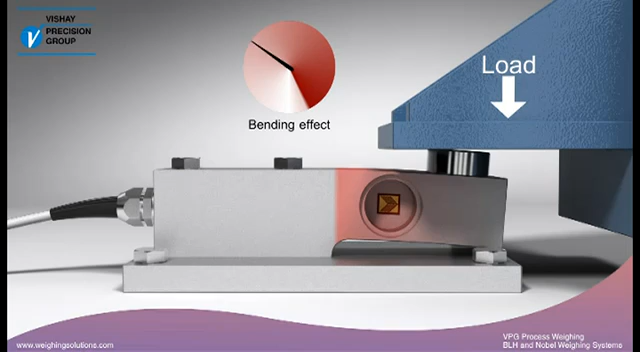 VISHAY
PRECISION
GROUP
Load
Bending effect
www.weighingsolutions.com
VPG Process Weighing
BLH and Nobel Weighing Systems